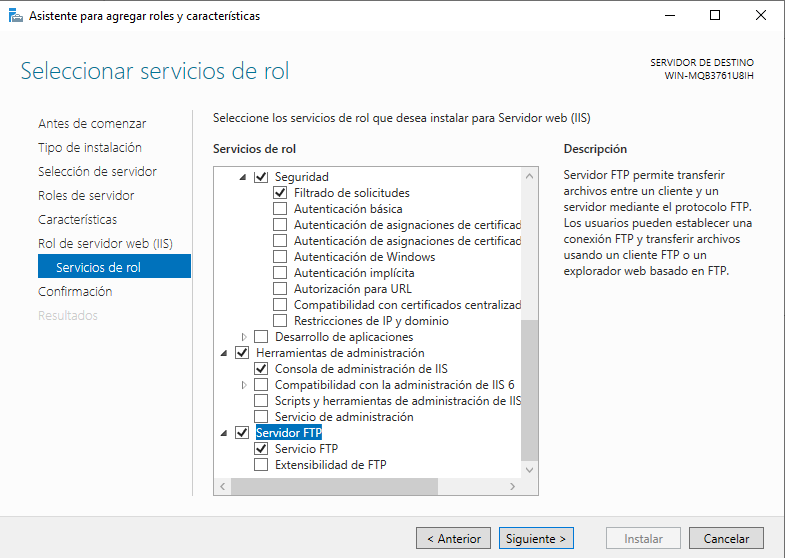 Asistente para agregar roles y características
Seleccionar servicios de rol
SERVIDOR DE DESTINO
WIN-MQB3761U8IH
Antes de comenzar
Tipo de instalación
Selección de servidor
Roles de servidor
Características
Rol de servidor web (IIS)
Servicios de rol
Confirmación
Resultados
Seleccione los servicios de rol que desea instalar para Servidor web (IIS)
Servicios de rol
Seguridad
Filtrado de solicitudes
Autenticación básica
Autenticación de asignaciones de certificad
Autenticación de asignaciones de certificad
Autenticación de Windows
Autenticación implícita
Autorización para URL
Compatibilidad con certificados centralizad
Restricciones de IP y dominio
Desarrollo de aplicaciones
Herramientas de administración
Consola de administración de IIS
Compatibilidad con la administración de IIS 6
Scripts y herramientas de administración de IIS
Servicio de administración
Servidor FTP
Servicio FTP
Extensibilidad de FTP
Descripción
Servidor FTP permite transferir
archivos entre un cliente y un
servidor mediante el protocolo FTP.
Los usuarios pueden establecer una
conexión FTP y transferir archivos
usando un cliente FTP o un
explorador web basado en FTP.
< Anterior
Siguiente >
Instalar
Cancelar